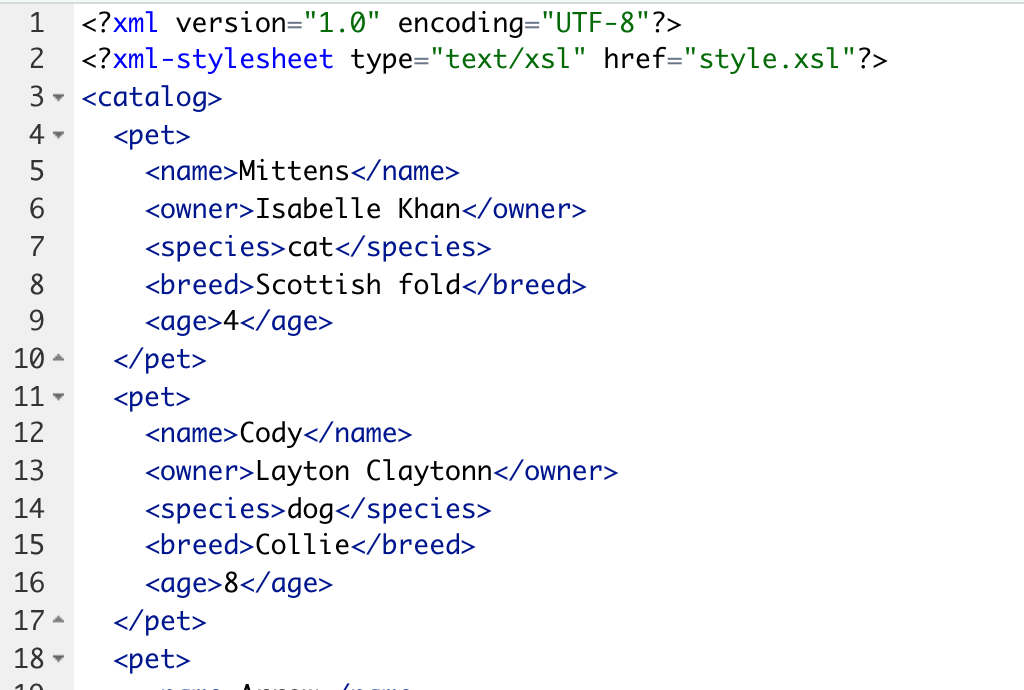 1 <?xml version="1.0" encoding="UTF-8"?>
2 <?xml-stylesheet type="text/xsl" href="style.xsl"?>
3 <catalog>
4 <pet>
5 <name>Mittens</name>
6 <owner>Isabelle Khan</owner>
7 <species>cat</species>
8 <breed>Scottish fold</breed>
9 <age>4</age>
10 </pet>
11 <pet>
12 <name>Cody</name>
13 <owner>Layton Claytonn</owner>
14 <species>dog</species>
15 <breed>Collie</breed>
16 <age>8</age>
17 </pet>
18 <pet>